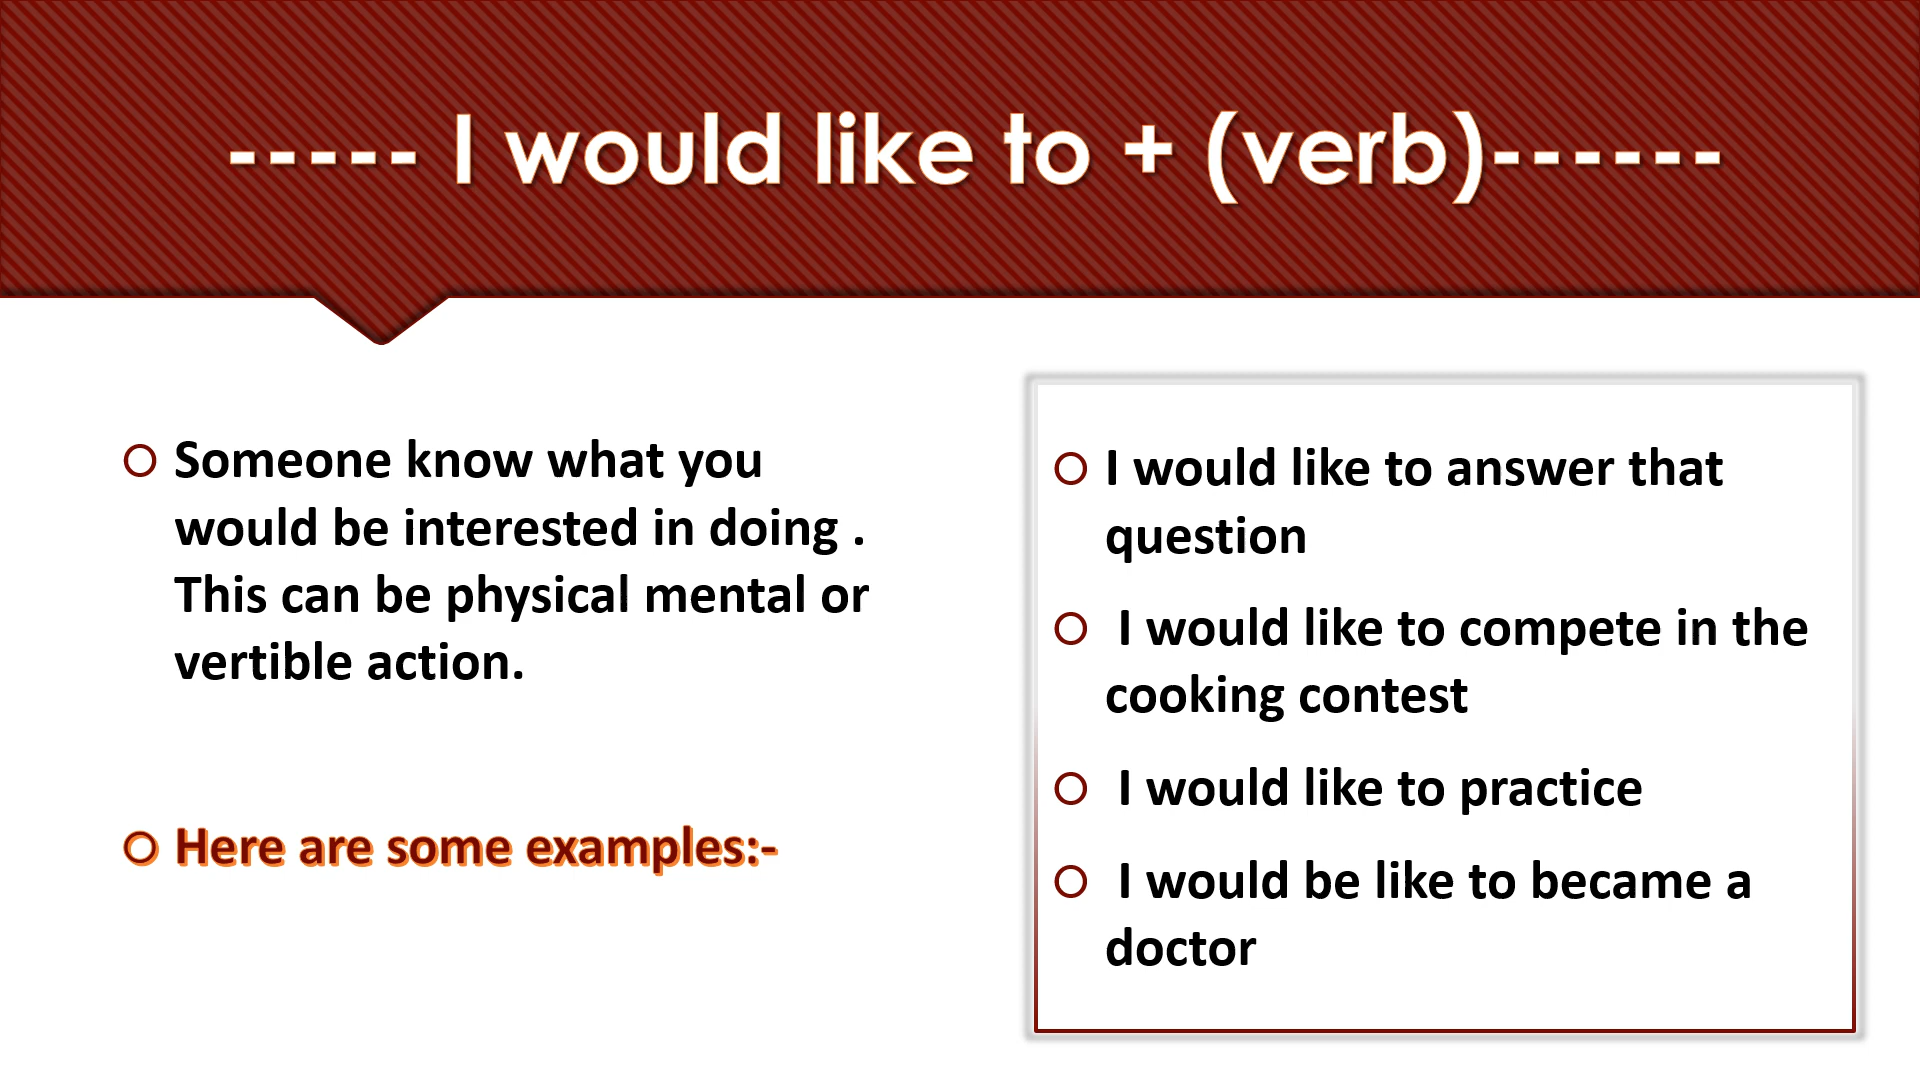 ----- I would like to + (verb)------
Someone know what you
would be interested in doing .
This can be physical mental or
vertible action.
Here are some examples:-
I would like to answer that
question
I would like to compete in the
cooking contest
I would like to practice
I would be like to became a
doctor